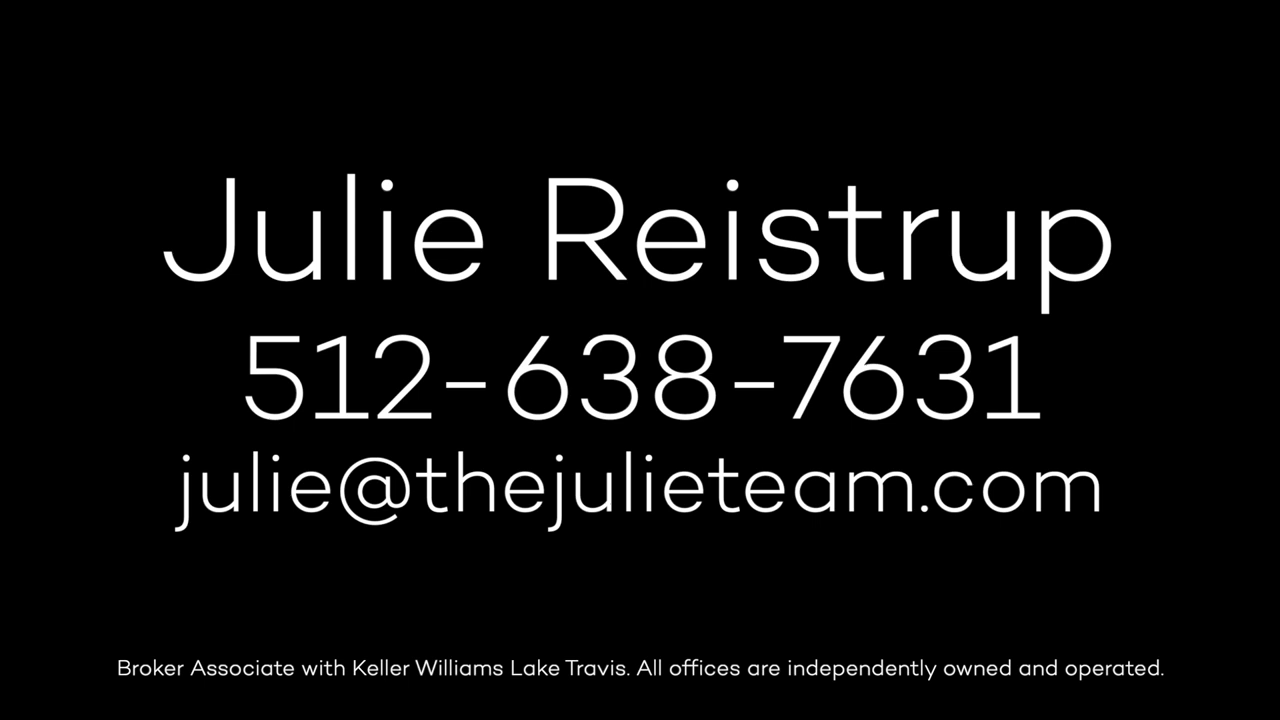 Julie Reistrup
512-638-7631
julie@thejulieteam.com
Broker Associate with Keller Williams Lake Travis. All offices are independently owned and operated.